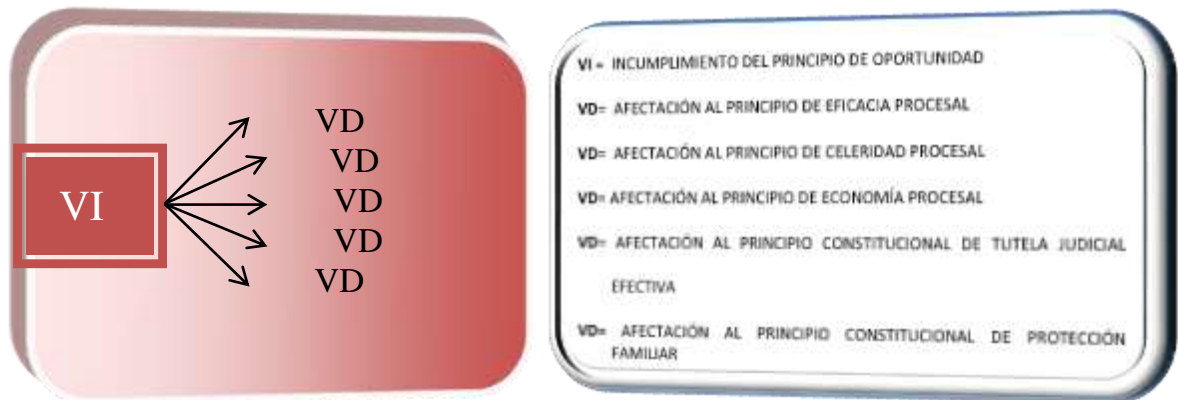 VI
VD
VD
VD
VD
VD
VI = INCUMPLIMIENTO DEL PRINCIPIO DE OPORTUNIDAD
VD= AFECTACIÓN AL PRINCIPIO DE EFICACIA PROCESAL
VD= AFECTACIÓN AL PRINCIPIO DE CELERIDAD PROCESAL
VD= AFECTACIÓN AL PRINCIPIO DE ECONOMÍA PROCESAL
VD= AFECTACIÓN AL PRINCIPIO CONSTITUCIONAL DE TUTELA JUDICIAL
EFECTIVA
VD= AFECTACIÓN AL PRINCIPIO CONSTITUCIONAL DE PROTECCIÓN
FAMILIAR